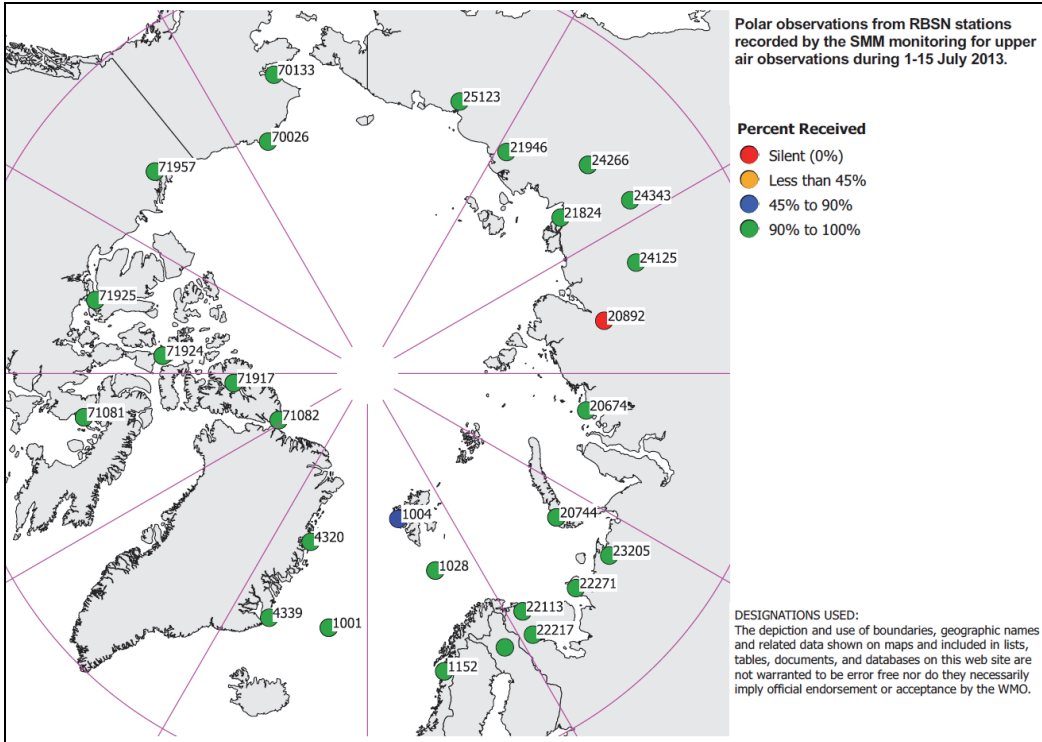 Polar observations from RBSN stations
recorded by the SMM monitoring for upper
air observations during 1-15 July 2013.
Percent Received
Silent (0%)
Less than 45%
45% to 90%
90% to 100%
70133
25123
70026
21946
24266
71957
24343
21824
24125
71925
20892
71924
71917
71081
71082
20674
1004
20744
4320
23205
1028
22271
4339
1001
22113
22217
1152
DESIGNATIONS USED:
The depiction and use of boundaries, geographic names
and related data shown on maps and included in lists,
tables, documents, and databases on this web site are
not warranted to be error free nor do they necessarily
imply official endorsement or acceptance by the WMO.